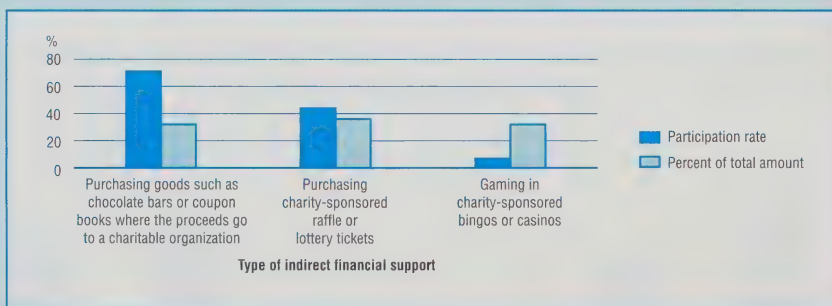 %
80
60
40
20
0
Purchasing goods such as
chocolate bars or coupon
books where the proceeds go
to a charitable organization
Purchasing
charity-sponsored
raffle or
lottery tickets
Gaming in
charity-sponsored
bingos or casinos
Type of indirect financial support
Participation rate
Percent of total amount